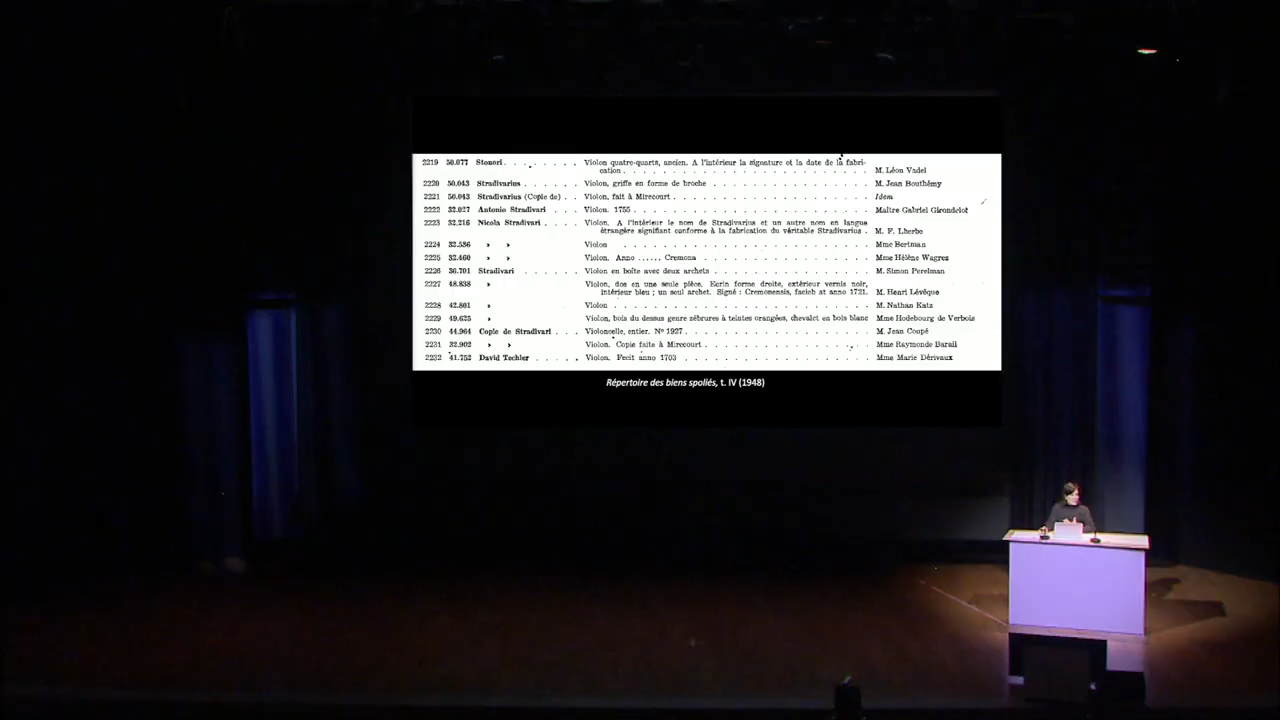 2219 50.077 Stonori . . . . . . . Violon quatre-quarts, ancien. A l'intérieur la signature et la date de la fabri-
cation . . . . . . . . . . . . . . . . . . . . M. Léon Vadel
2220 50.043 Stradivarius . . . . . Violon, griffe en forme de broche . . . . . . . . . . . . . M. Jean Bouthémy
2221 50.043 Stradivarius (Copie de) . . . Violon, fait à Mirecourt . . . . . . . . . . . . . . . . Idem
2222 32.027 Antonio Stradivari . . . Violon. 1755 . . . . . . . . . . . . . . . . . . . Maître Gabriel Girondelot
2223 32.216 Nicola Stradivari . . . . Violon. A l'intérieur le nom de Stradivarius et un autre nom en langue
étrangère signifiant conforme à la fabrication du véritable Stradivarius . M. F. Lherbe
2224 32.536 » » Violon . . . . . . . . . . . . . . . . . . . . Mme Bertman
2225 32.460 » » Violon. Anno ...... Cremona . . . . . . . . . . . . . Mme Hélène Wagrez
2226 36.701 Stradivari . . . . . . Violon en boîte avec deux archets . . . . . . . . . . . . . M. Simon Perelman
2227 48.838 » Violon, dos en une seule pièce. Ecrin forme droite, extérieur vernis noir,
intérieur bleu ; un seul archet. Signé : Cremonensis, facieb at anno 1721. M. Henri Lévêque
2228 42.801 » Violon . . . . . . . . . . . . . . . . . . . . . M. Nathan Katz
2229 49.625 » Violon, bois du dessus genre zébrures à teintes orangées, chevalet en bois blanc Mme Hodebourg de Verbois
2230 44.964 Copie de Stradivari . . . Violoncelle, entier. Nº 1927 . . . . . . . . . . . . . . . M. Jean Coupé
2231 32.902 » » Violon. Copie faite à Mirecourt . . . . . . . . . . . . . Mme Raymonde Barail
2232 41.752 David Techler . . . . . Violon. Fecit anno 1703 . . . . . . . . . . . . . . . Mme Marie Dérivaux
Répertoire des biens spoliés, t. IV (1948)